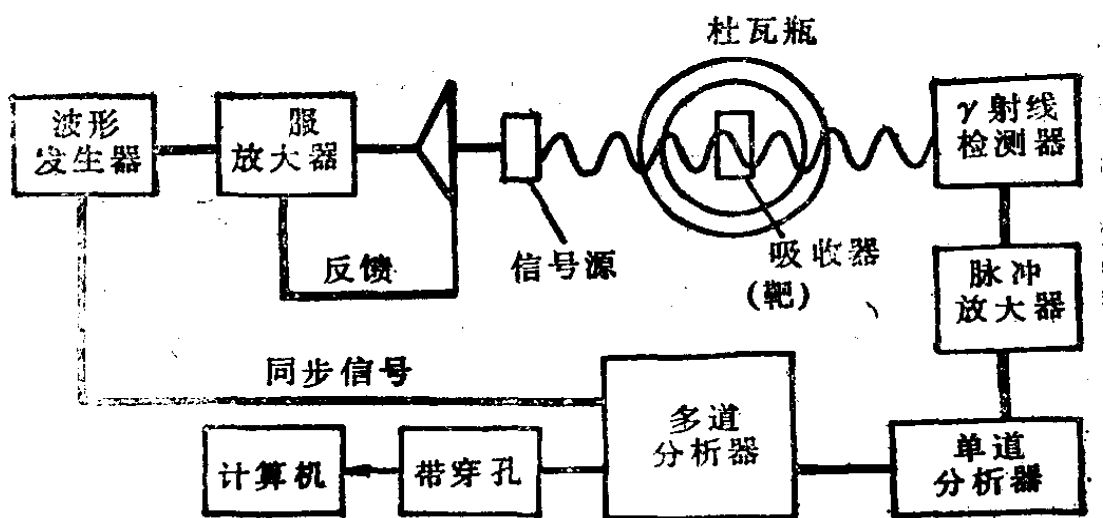 杜瓦瓶
波形
发生器
服
放大器
γ射线
检测器
反馈
信号源
吸收器
(靶)
脉冲
放大器
同步信号
多道
分析器
单道
分析器
计算机
带穿孔